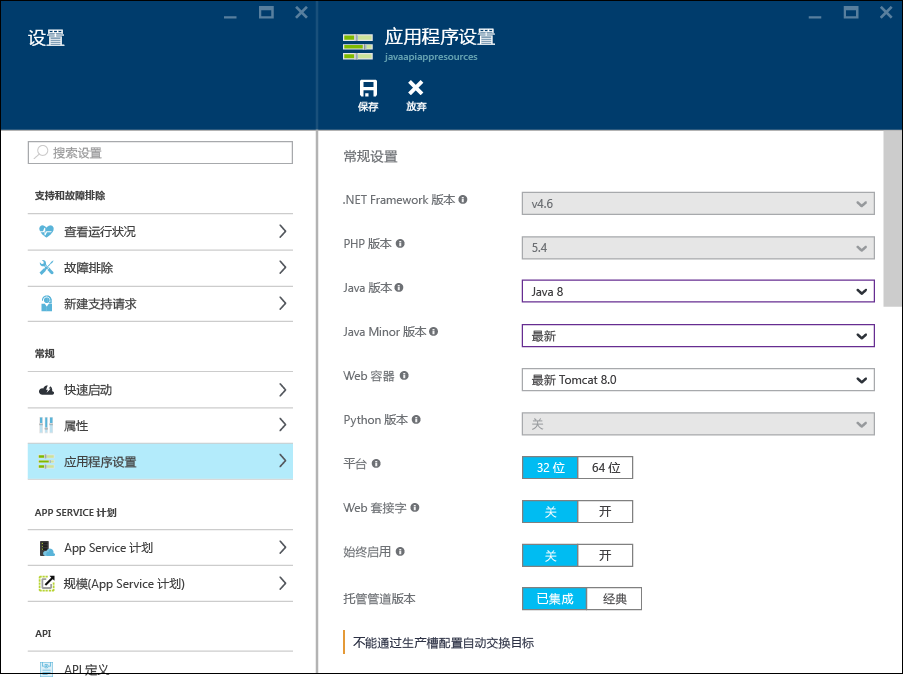 设置
搜索设置
支持和故障排除
查看运行状况
故障排除
新建支持请求
常规
快速启动
属性
应用程序设置
APP SERVICE 计划
App Service 计划
规模(App Service 计划)
API
API 定义
应用程序设置
javaapiappresources
保存 放弃
常规设置
.NET Framework 版本 v4.6
PHP 版本 5.4
Java 版本 Java 8
Java Minor 版本 最新
Web 容器 最新 Tomcat 8.0
Python 版本 关
平台 32 位 64 位
Web 套接字 关 开
始终启用 关 开
托管管道版本 已集成 经典
不能通过生产槽配置自动交换目标